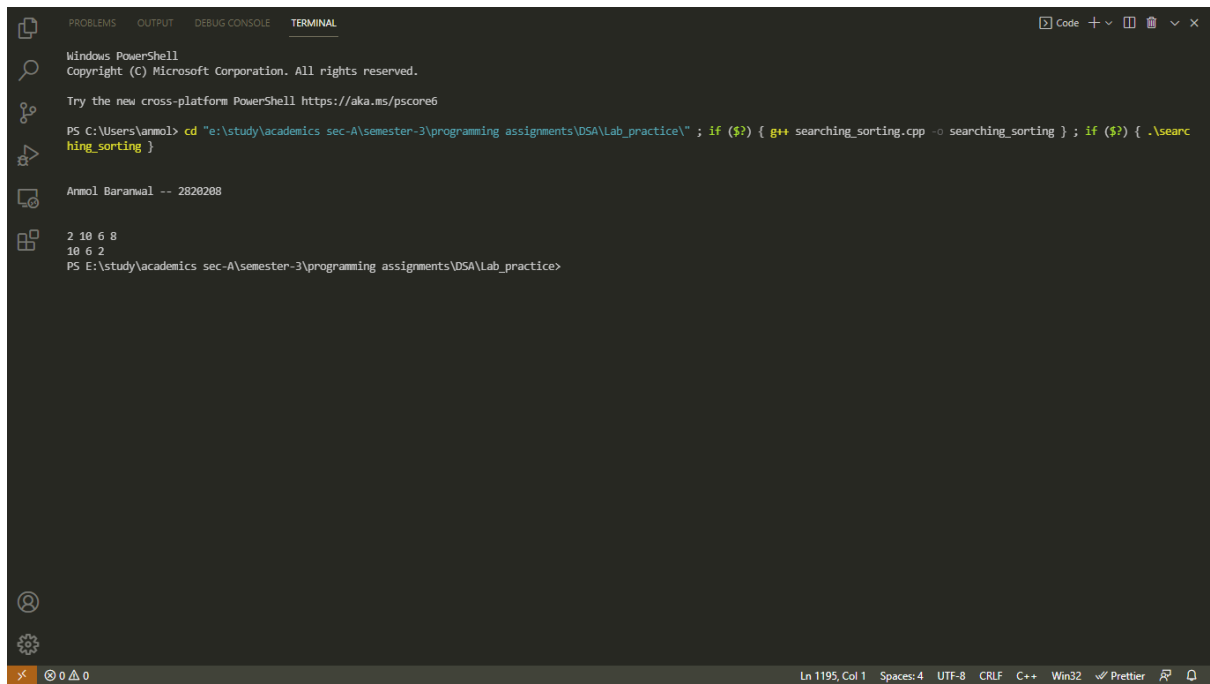 PROBLEMS OUTPUT DEBUG CONSOLE TERMINAL
Code
Windows PowerShell
Copyright (C) Microsoft Corporation. All rights reserved.
Try the new cross-platform PowerShell https://aka.ms/pscore6
PS C:\Users\anmol> cd "e:\study\academics sec-A\semester-3\programming assignments\DSA\Lab_practice\" ; if ($?) { g++ searching_sorting.cpp -o searching_sorting } ; if ($?) { .\searc
hing_sorting }
Anmol Baranwal -- 2820208
2 10 6 8
10 6 2
PS E:\study\academics sec-A\semester-3\programming assignments\DSA\Lab_practice>
0 0 Ln 1195, Col 1 Spaces: 4 UTF-8 CRLF C++ Win32 Prettier